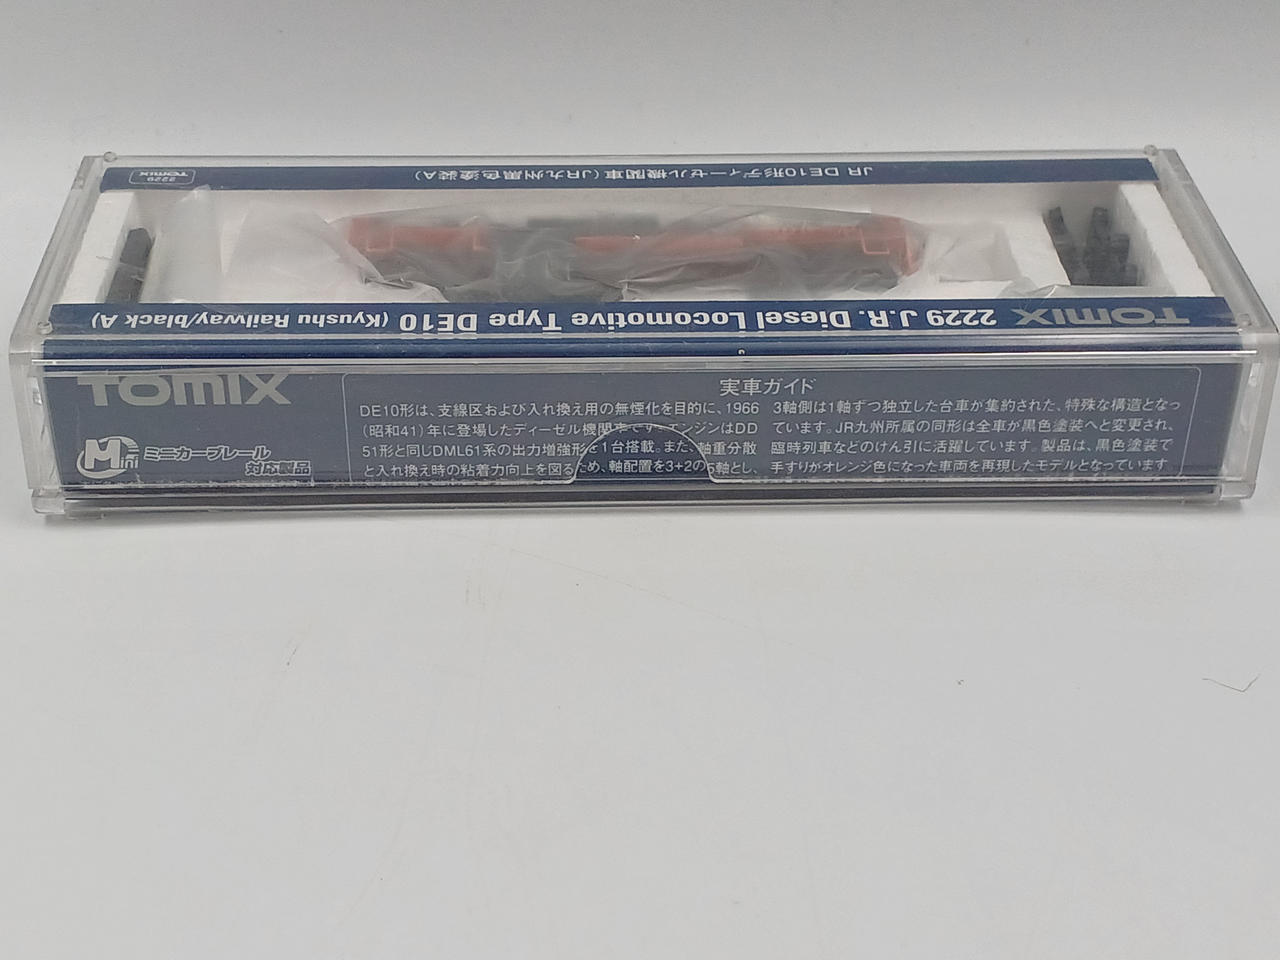 JR DE10形ディーゼル機関車(JR九州黒色塗装A)
2229
TOMIX
TOMIX 2229 J.R. Diesel Locomotive Type DE10 (Kyushu Railway/black A)
TOMIX
Mini ミニカーブレール
対応製品
実車ガイド
DE10形は、支線区および入れ換え用の無煙化を目的に、1966
(昭和41)年に登場したディーゼル機関車です。エンジンはDD
51形と同じDML61系の出力増強形を1台搭載。また、軸重分散
と入れ換え時の粘着力向上を図るため、軸配置を3+2の5軸とし、
3軸側は1軸ずつ独立した台車が集約された、特殊な構造となっ
ています。JR九州所属の同形は全車が黒色塗装へと変更され、
臨時列車などのけん引に活躍しています。製品は、黒色塗装で
手すりがオレンジ色になった車両を再現したモデルとなっています